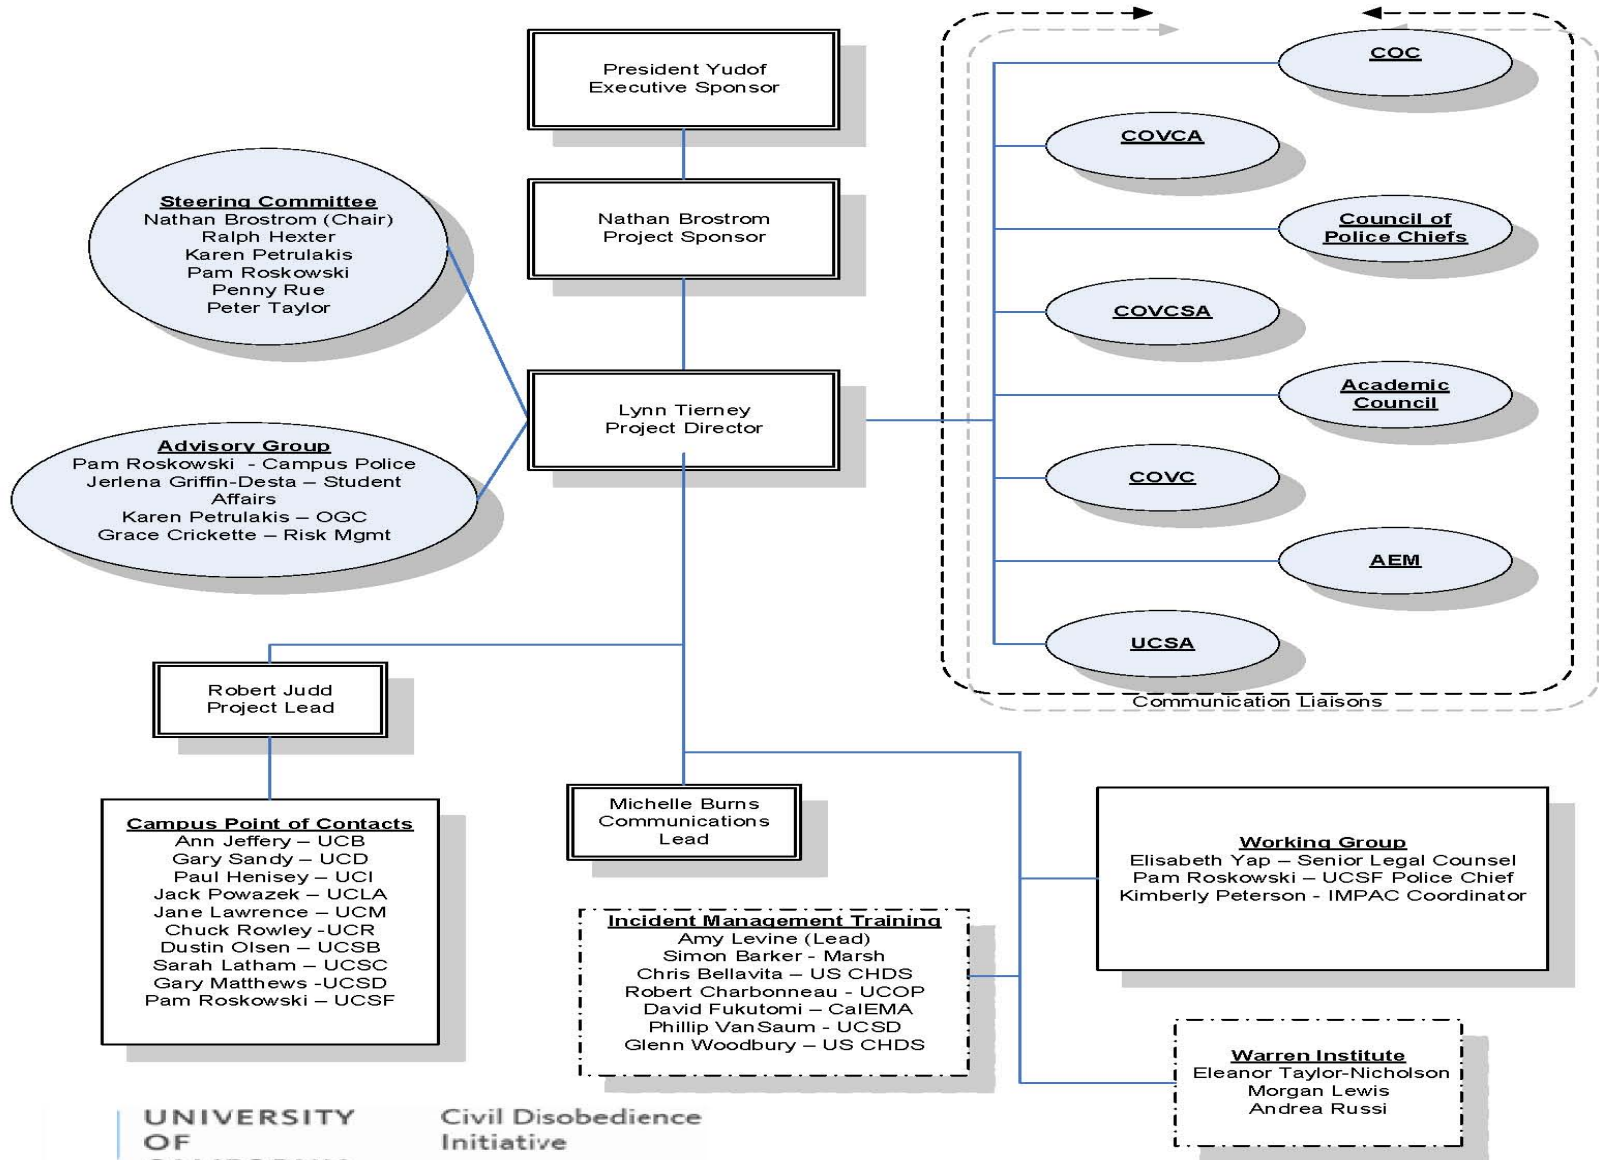 President Yudof
Executive Sponsor
COC
COVCA
Steering Committee
Nathan Brostrom (Chair)
Ralph Hexter
Karen Petrulakis
Pam Roskowski
Penny Rue
Peter Taylor
Nathan Brostrom
Project Sponsor
Council of
Police Chiefs
COVCSA
Lynn Tierney
Project Director
Academic
Council
Advisory Group
Pam Roskowski - Campus Police
Jerlena Griffin-Desta – Student
Affairs
Karen Petrulakis – OGC
Grace Crickette – Risk Mgmt
COVC
AEM
UCSA
Communication Liaisons
Robert Judd
Project Lead
Campus Point of Contacts
Ann Jeffery – UCB
Gary Sandy – UCD
Paul Henisey – UCI
Jack Powazek – UCLA
Jane Lawrence – UCM
Chuck Rowley -UCR
Dustin Olsen – UCSB
Sarah Latham – UCSC
Gary Matthews -UCSD
Pam Roskowski – UCSF
Michelle Burns
Communications
Lead
Incident Management Training
Amy Levine (Lead)
Simon Barker - Marsh
Chris Bellavita – US CHDS
Robert Charbonneau - UCOP
David Fukutomi – CalEMA
Phillip VanSaum - UCSD
Glenn Woodbury – US CHDS
Working Group
Elisabeth Yap – Senior Legal Counsel
Pam Roskowski – UCSF Police Chief
Kimberly Peterson - IMPAC Coordinator
Warren Institute
Eleanor Taylor-Nicholson
Morgan Lewis
Andrea Russi
UNIVERSITY
OF
Civil Disobedience
Initiative